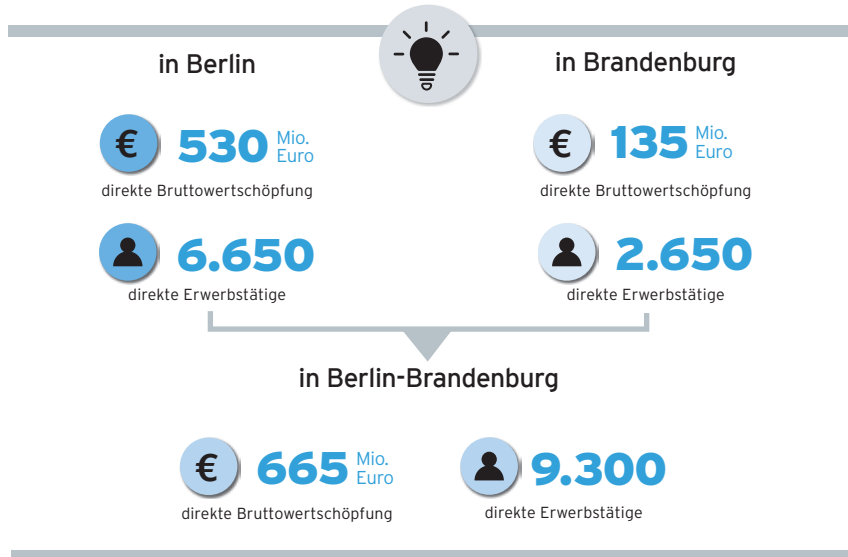 in Berlin
€ 530 Mio. Euro
direkte Bruttowertschöpfung
6.650
direkte Erwerbstätige
in Brandenburg
€ 135 Mio. Euro
direkte Bruttowertschöpfung
2.650
direkte Erwerbstätige
in Berlin-Brandenburg
€ 665 Mio. Euro
direkte Bruttowertschöpfung
9.300
direkte Erwerbstätige